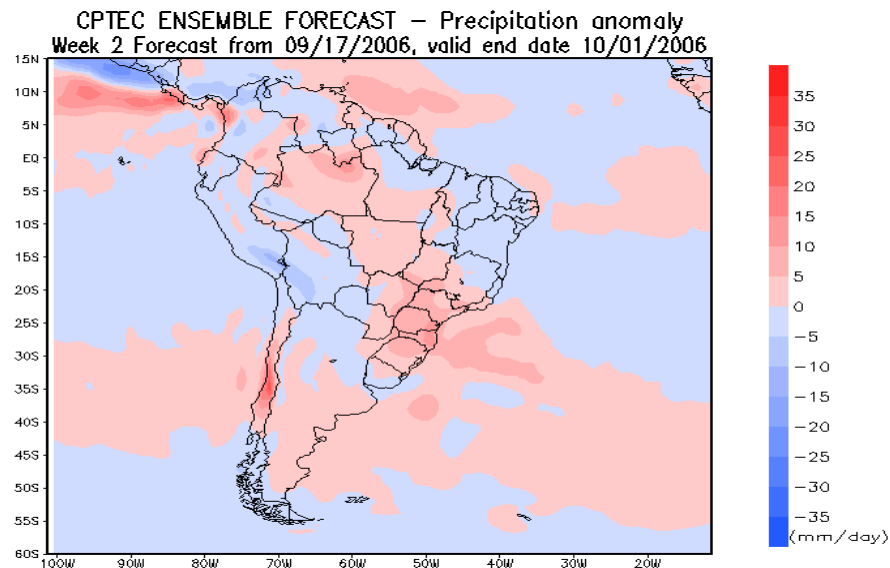 CPTEC ENSEMBLE FORECAST – Precipitation anomaly
Week 2 Forecast from 09/17/2006, valid end date 10/01/2006
15N
10N
5N
EQ
5S
10S
15S
20S
25S
30S
35S
40S
45S
50S
55S
60S
100W 90W 80W 70W 60W 50W 40W 30W 20W
35
30
25
20
15
10
5
0
−5
−10
−15
−20
−25
−30
−35
(mm/day)